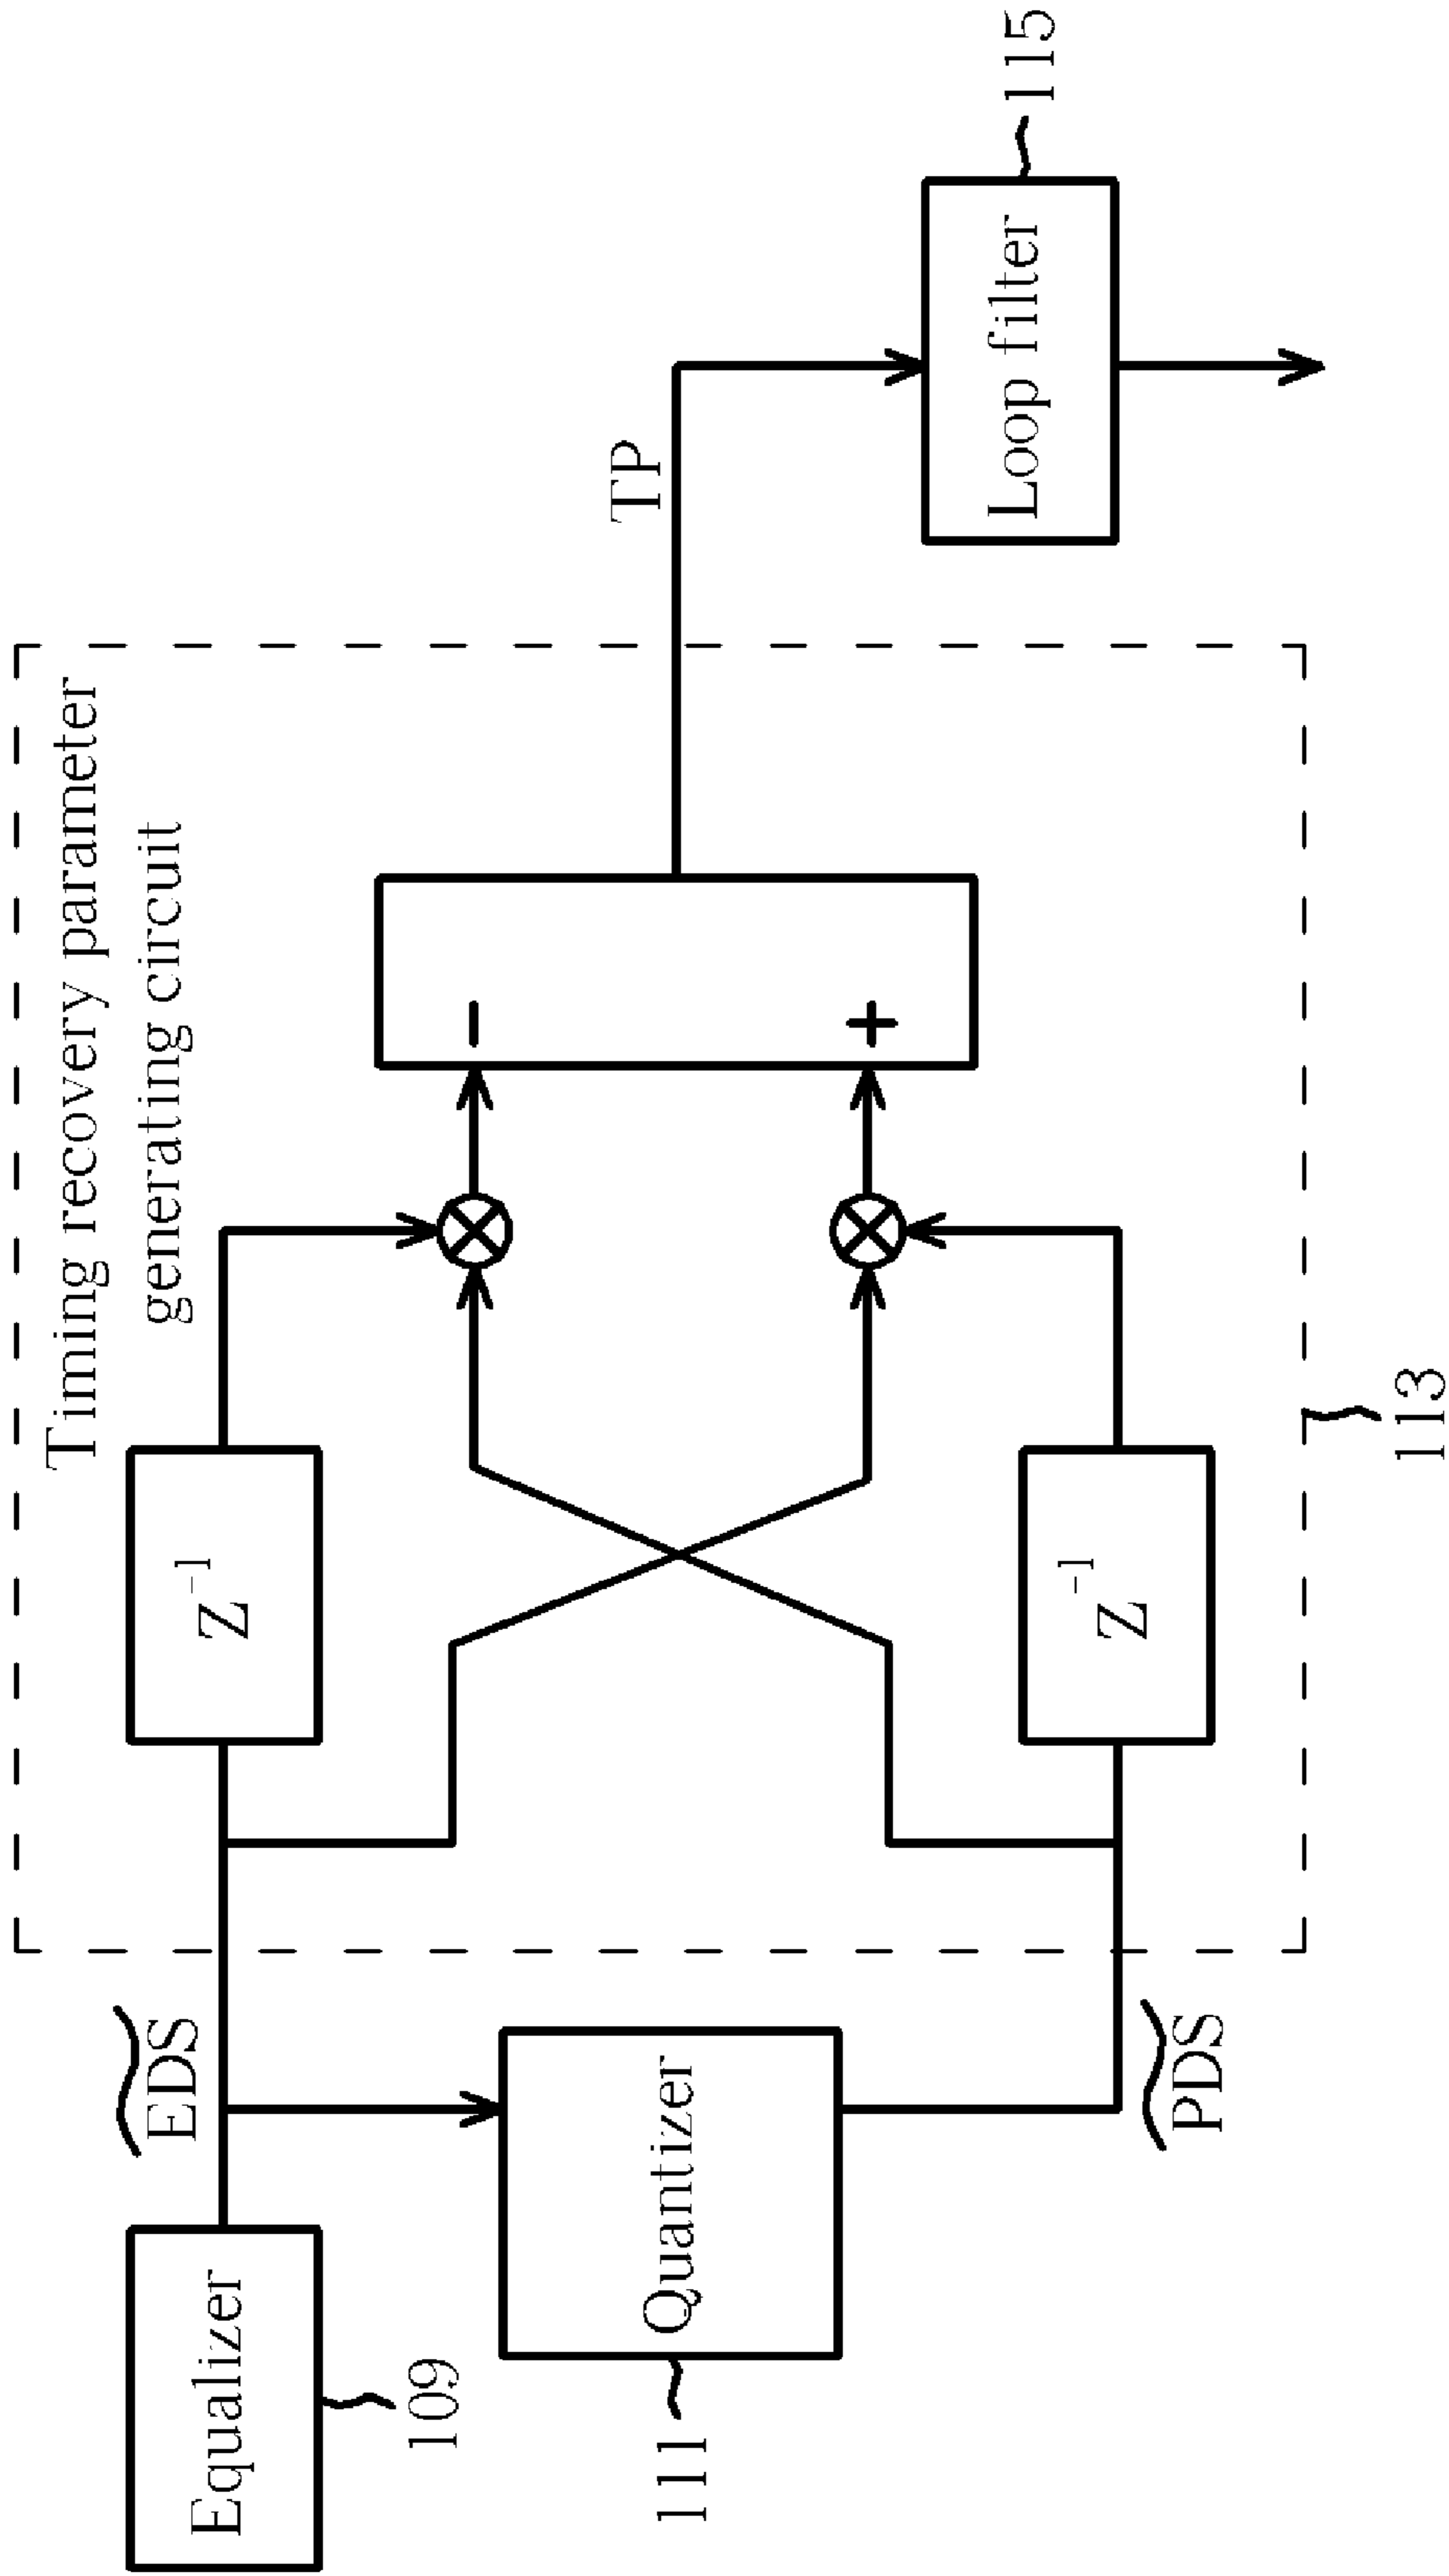 Timing recovery parameter
generating circuit
Equalizer
109
EDS
Z⁻¹
Quantizer
111
PDS
Z⁻¹
−
+
TP
Loop filter
115
113